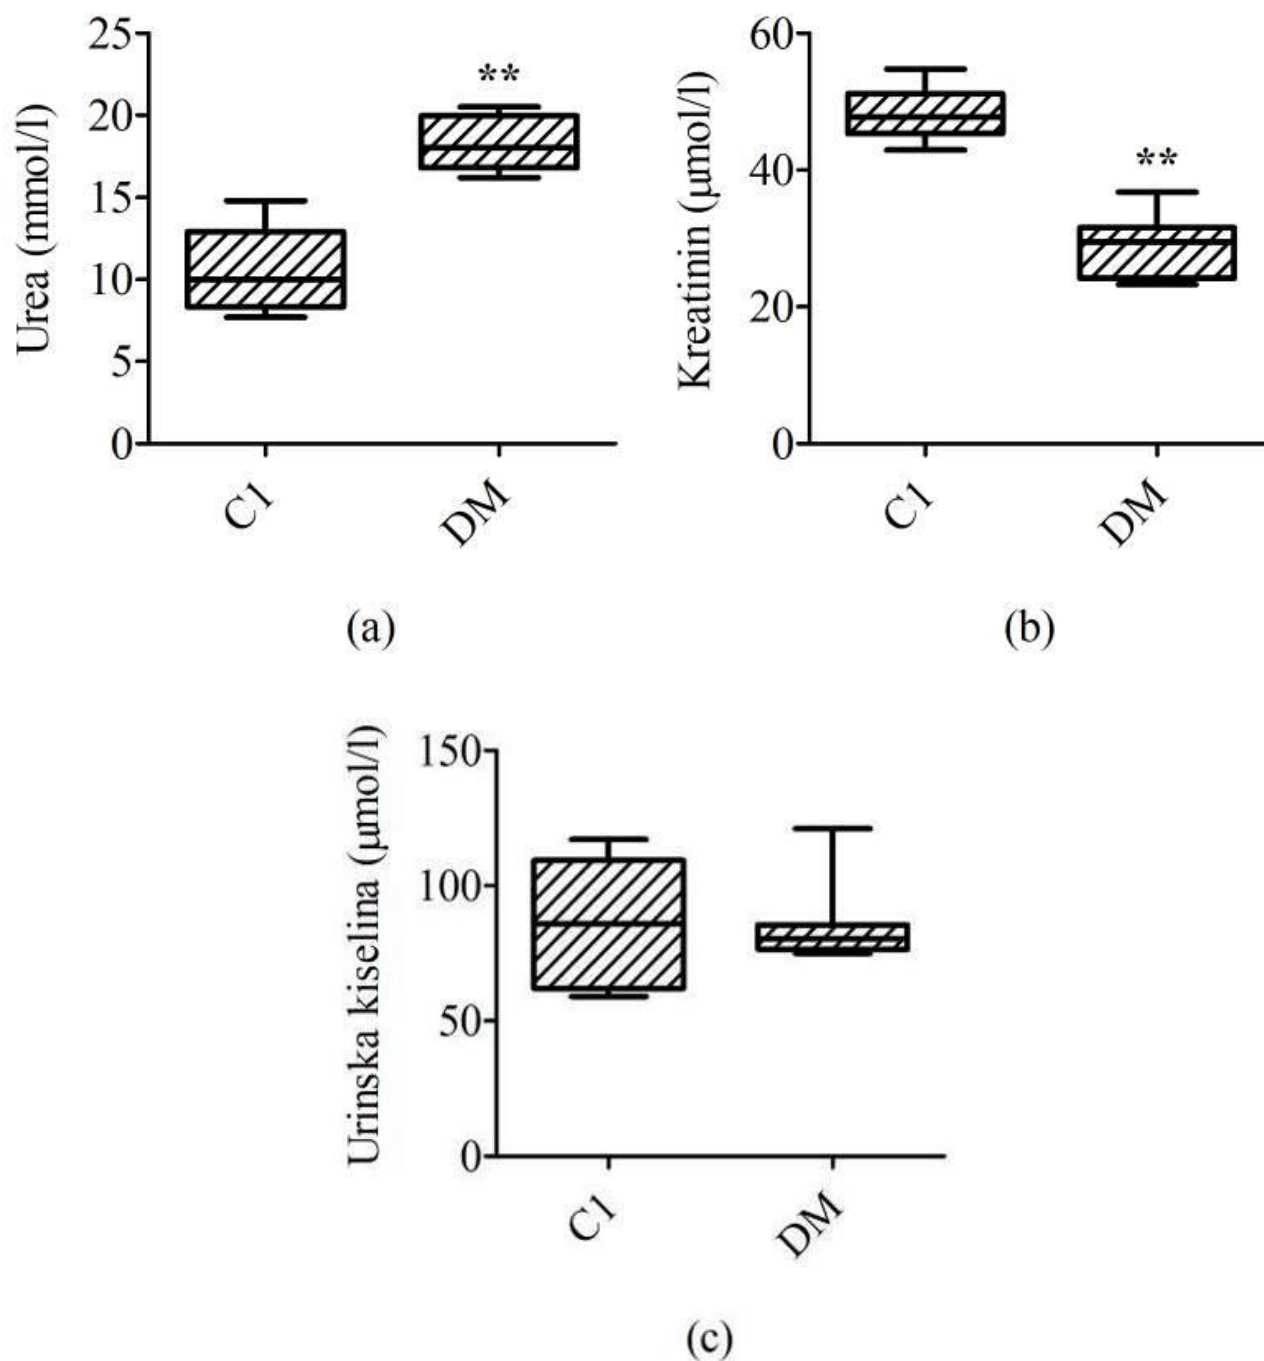 Urea (mmol/l)
25
20
15
10
5
0
**
C1
DM
(a)
Kreatinin (μmol/l)
60
40
20
0
**
C1
DM
(b)
Urinska kiselina (μmol/l)
150
100
50
0
C1
DM
(c)